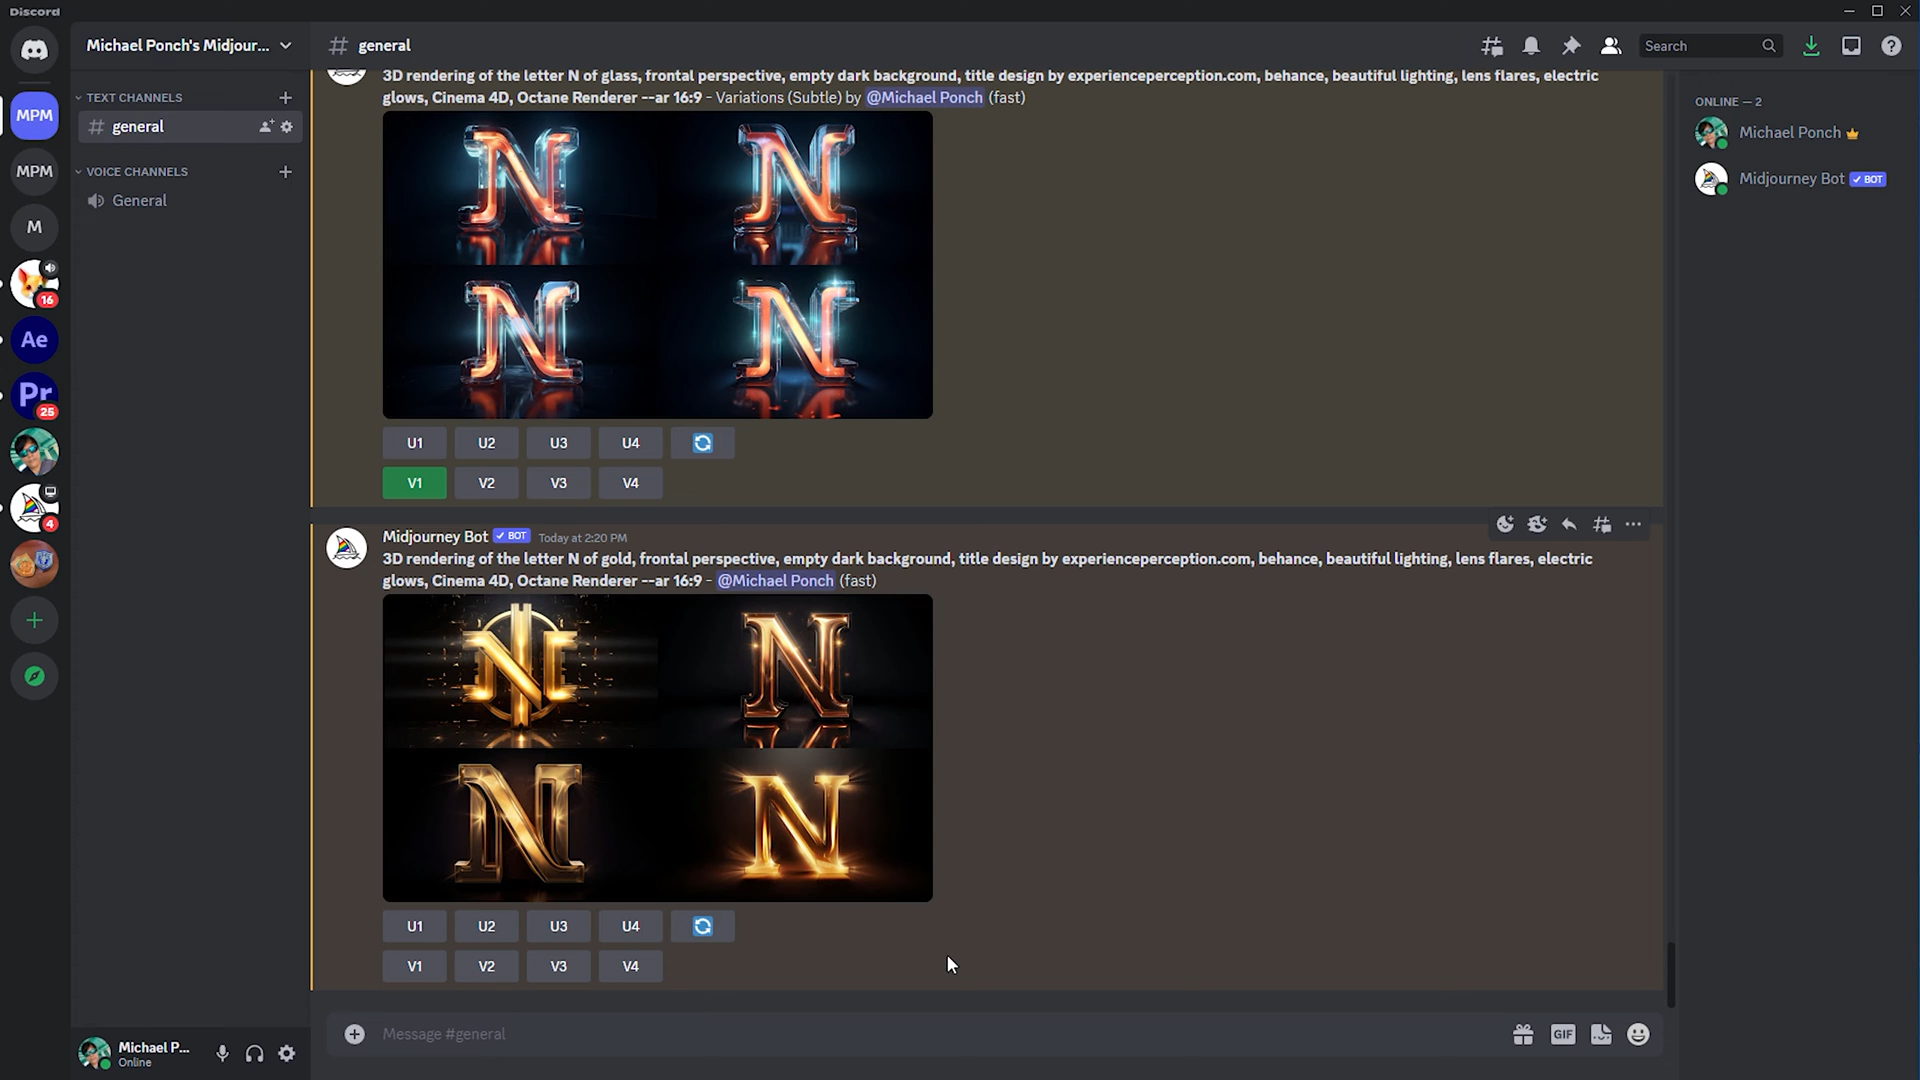 Discord
Michael Ponch's Midjour...
general
Search
MPM
MPM
M
16
Ae
Pr
25
4
TEXT CHANNELS
general
VOICE CHANNELS
General
3D rendering of the letter N of glass, frontal perspective, empty dark background, title design by experienceperception.com, behance, beautiful lighting, lens flares, electric
glows, Cinema 4D, Octane Renderer --ar 16:9 - Variations (Subtle) by @Michael Ponch (fast)
N N
N N
U1 U2 U3 U4
V1 V2 V3 V4
Midjourney Bot BOT Today at 2:20 PM
3D rendering of the letter N of gold, frontal perspective, empty dark background, title design by experienceperception.com, behance, beautiful lighting, lens flares, electric
glows, Cinema 4D, Octane Renderer --ar 16:9 - @Michael Ponch (fast)
N N
N N
U1 U2 U3 U4
V1 V2 V3 V4
Message #general
GIF
Michael P...
Online
ONLINE — 2
Michael Ponch
Midjourney Bot BOT